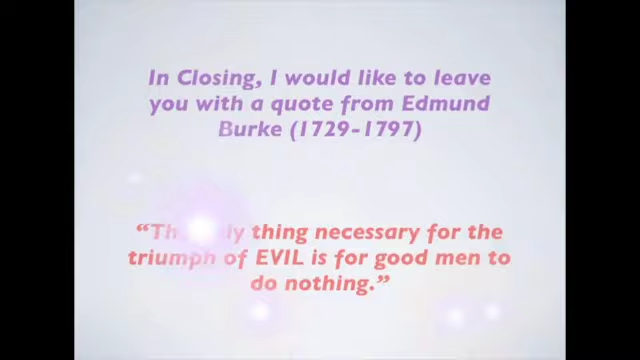 In Closing, I would like to leave
you with a quote from Edmund
Burke (1729-1797)
thing necessary for the
triumph of EVIL is for good men to
do nothing.”